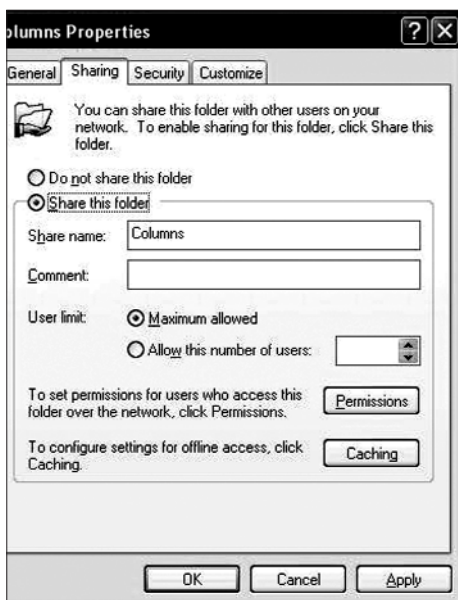 olumns Properties
General Sharing Security Customize
You can share this folder with other users on your
network. To enable sharing for this folder, click Share this
folder.
Do not share this folder
Share this folder
Share name: Columns
Comment:
User limit: Maximum allowed
Allow this number of users:
To set permissions for users who access this
folder over the network, click Permissions.
Permissions
To configure settings for offline access, click
Caching.
Caching
OK Cancel Apply